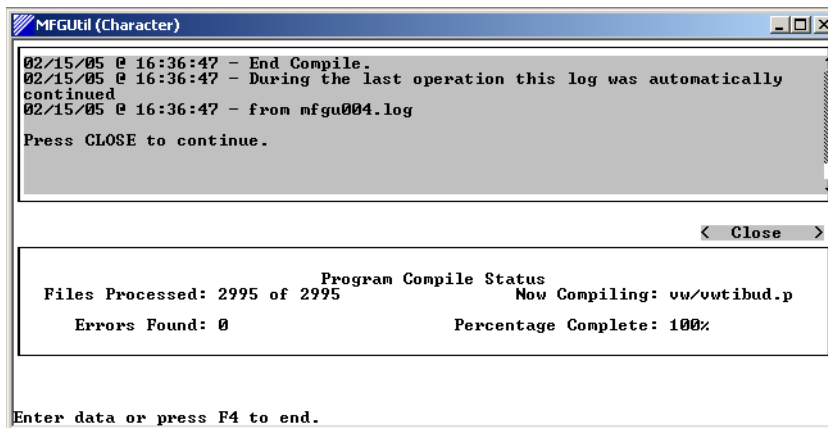 MFGUtil (Character)
02/15/05 @ 16:36:47 - End Compile.
02/15/05 @ 16:36:47 - During the last operation this log was automatically
continued
02/15/05 @ 16:36:47 - from mfgu004.log
Press CLOSE to continue.
< Close >
Program Compile Status
Files Processed: 2995 of 2995 Now Compiling: vw/vwtibud.p
Errors Found: 0 Percentage Complete: 100%
Enter data or press F4 to end.